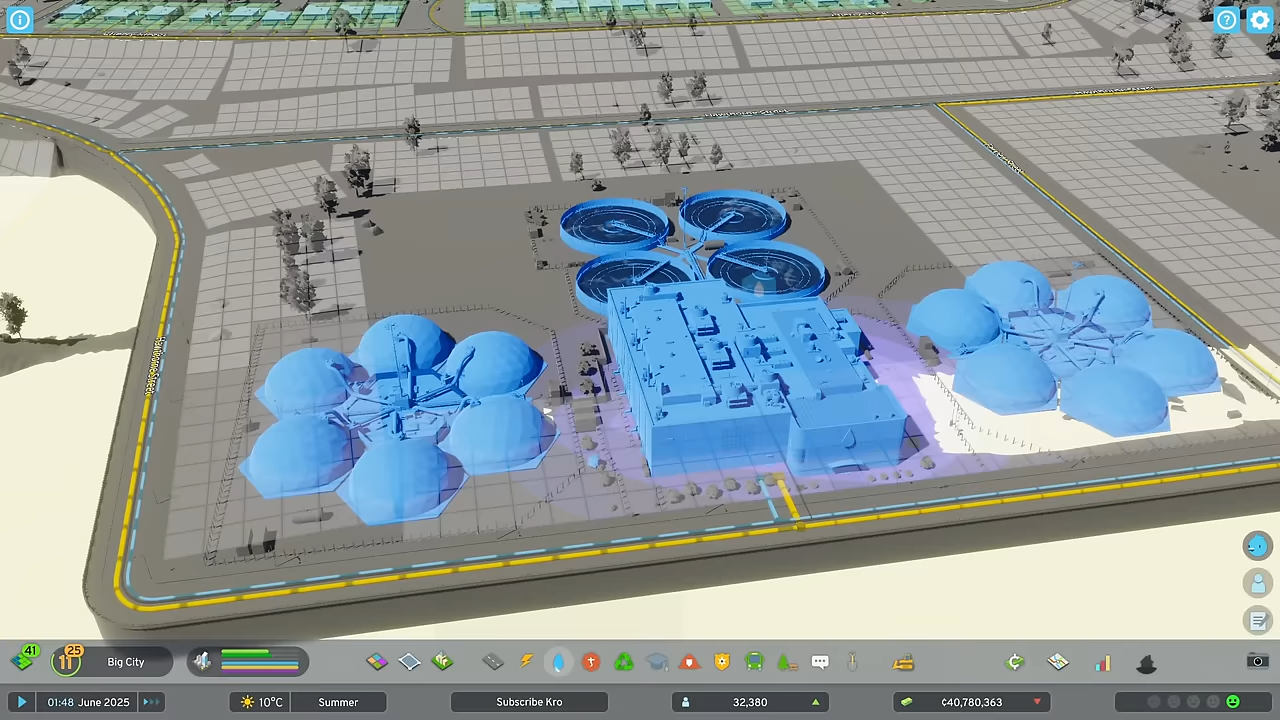 41
25
Big City
01:48 June 2025
10°C
Summer
Subscribe Kro
32,380
¢40,780,363